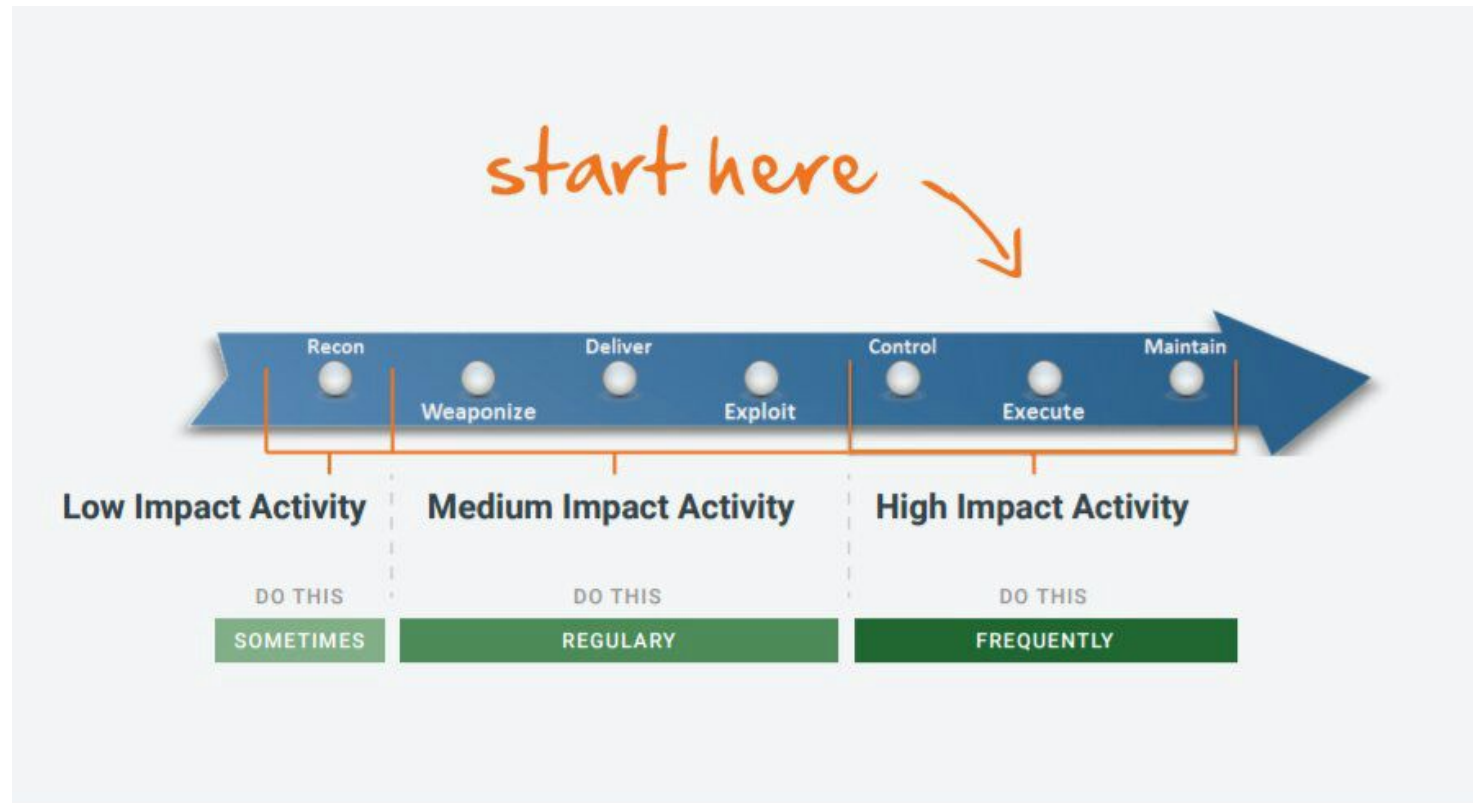 start here
Recon
Deliver
Control
Maintain
Weaponize
Exploit
Execute
Low Impact Activity
Medium Impact Activity
High Impact Activity
DO THIS
DO THIS
DO THIS
SOMETIMES
REGULARY
FREQUENTLY